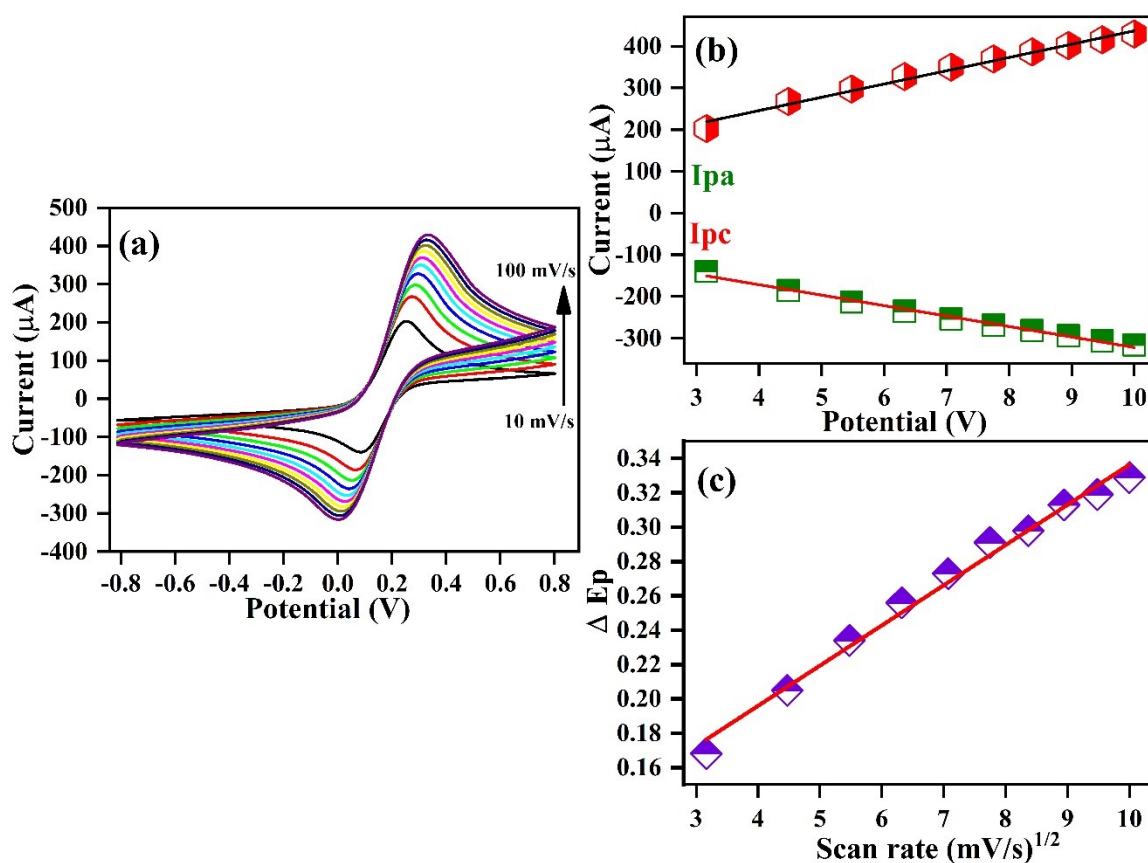 (a)
500
400
300
200
100
0
-100
-200
-300
-400
Current (μA)
100 mV/s
10 mV/s
-0.8 -0.6 -0.4 -0.2 0.0 0.2 0.4 0.6 0.8
Potential (V)
(b)
400
300
200
100
0
-100
-200
-300
Current (μA)
Ipa
Ipc
3 4 5 6 7 8 9 10
Potential (V)
(c)
0.34
0.32
0.30
0.28
0.26
0.24
0.22
0.20
0.18
0.16
Δ Ep
3 4 5 6 7 8 9 10
Scan rate (mV/s)1/2